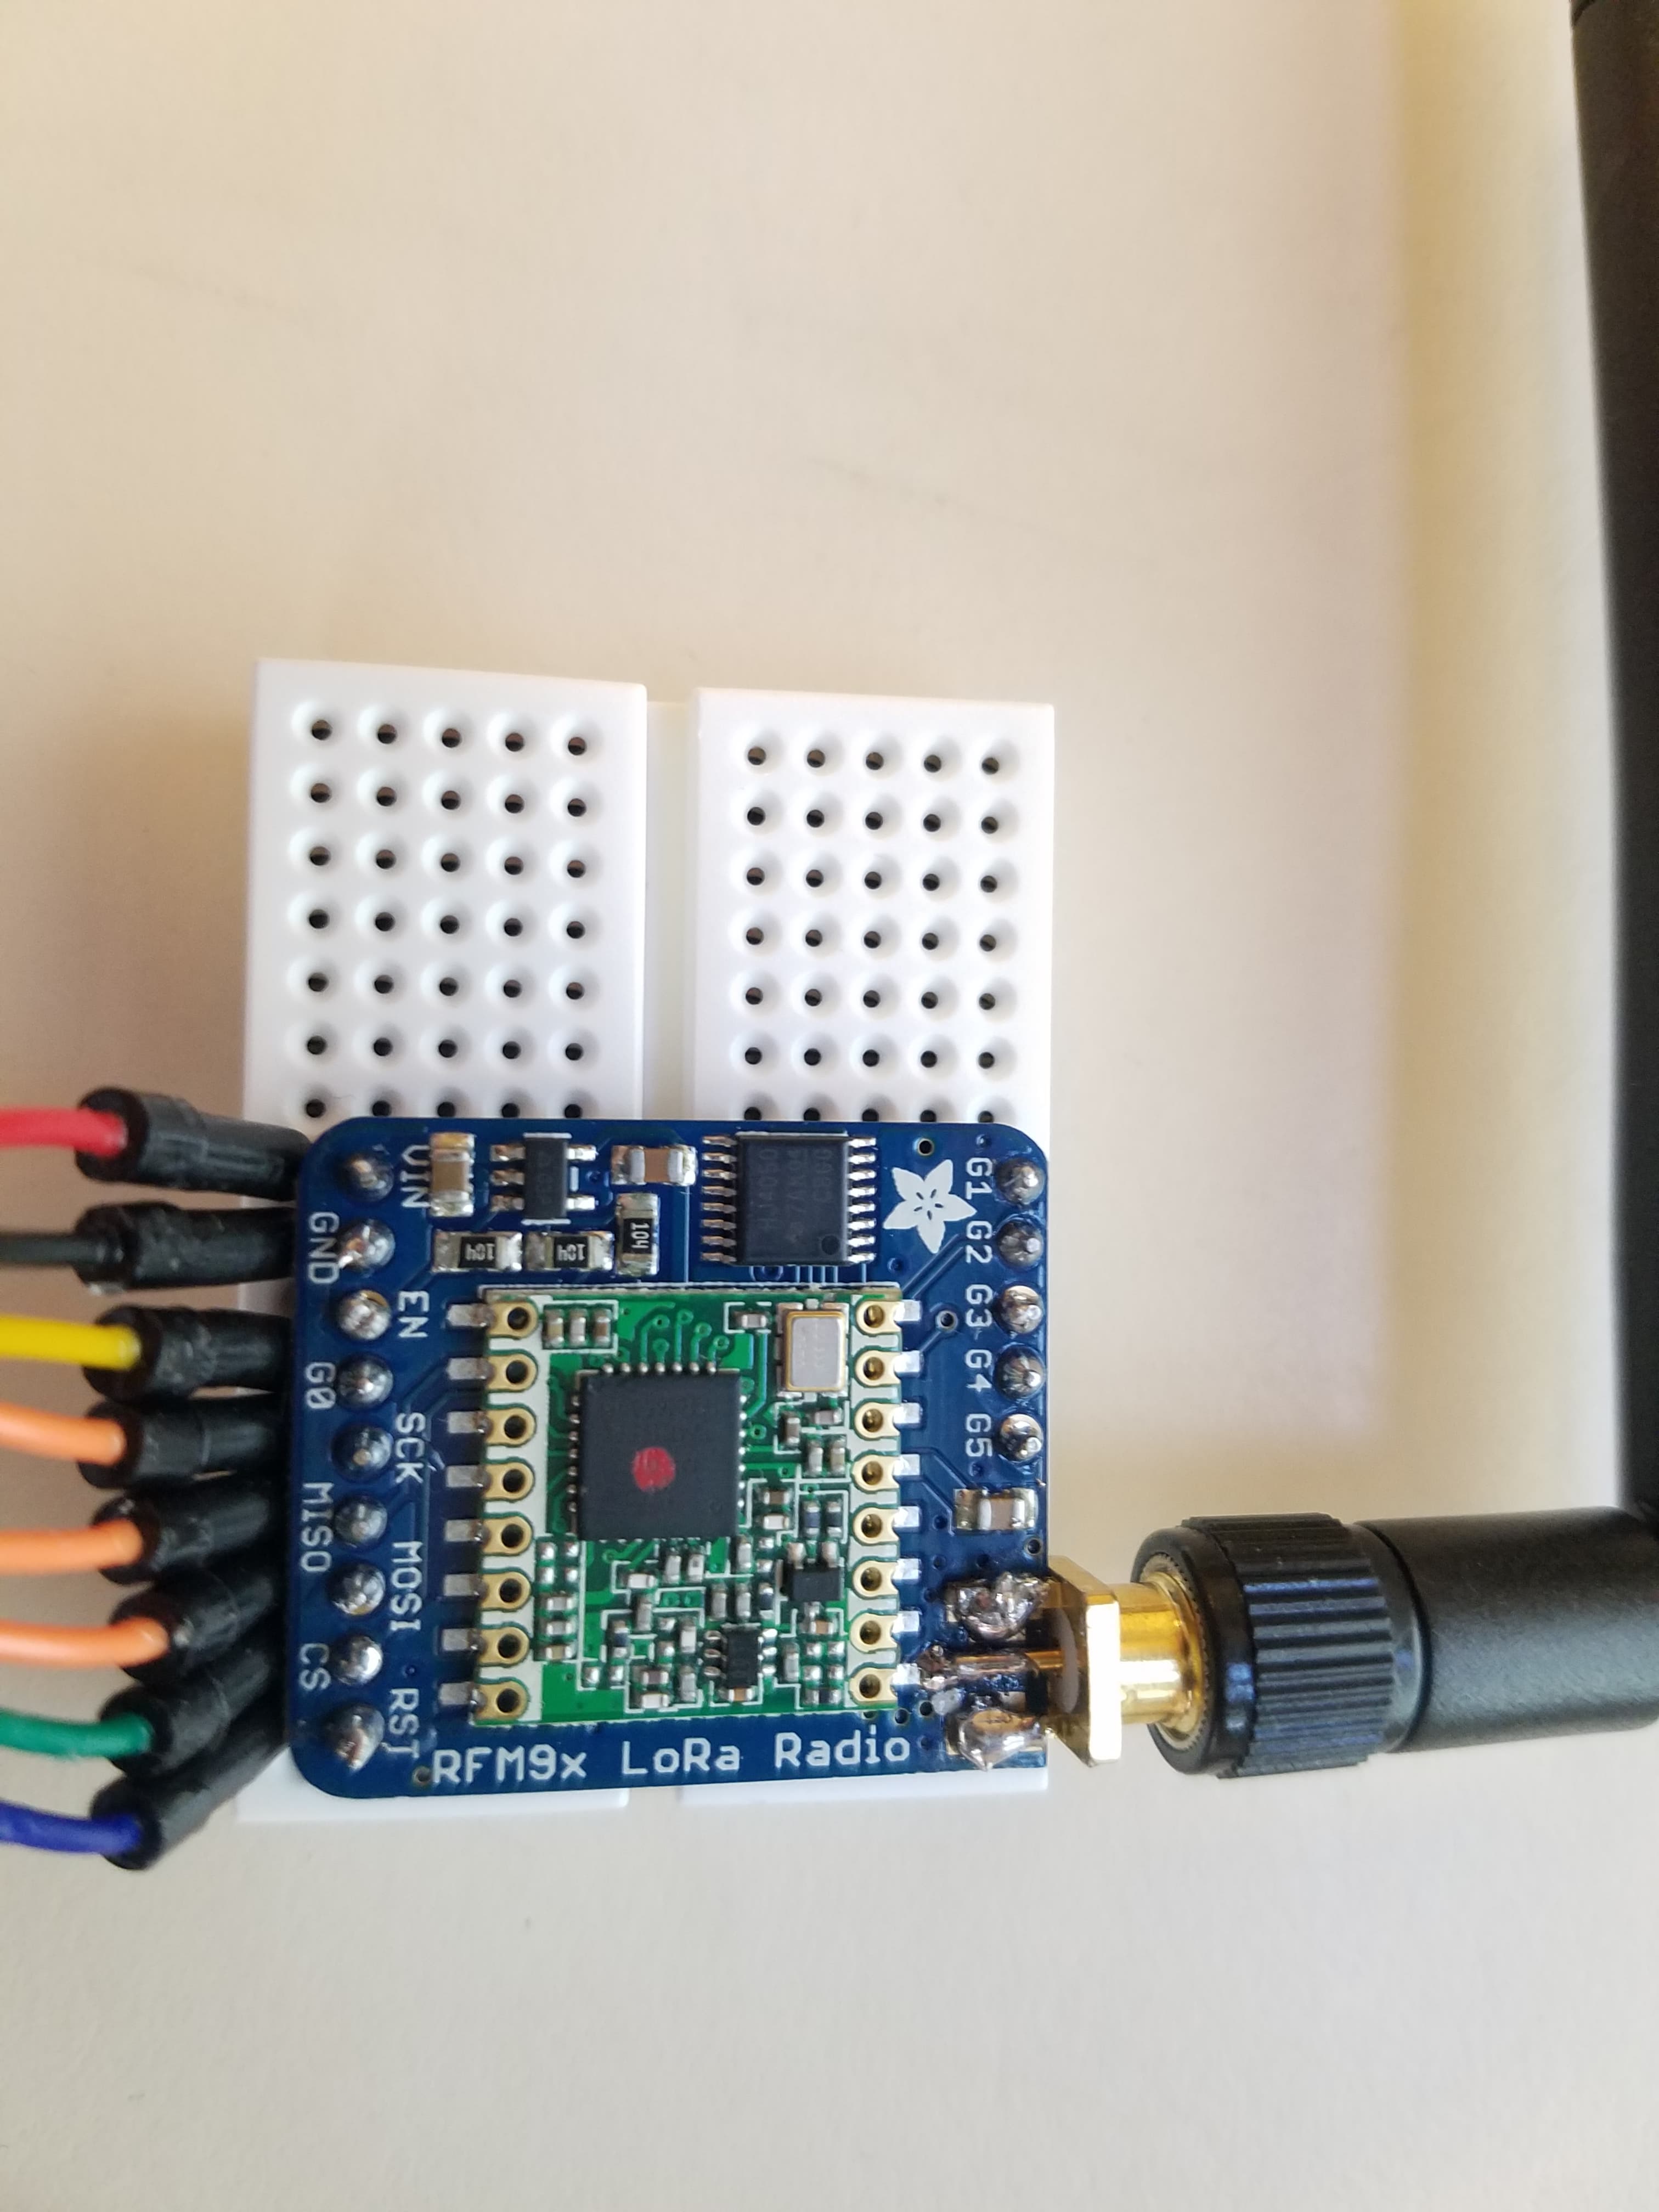 VIN
GND
EN
G0
SCK
MISO
MOSI
CS
RST
G1
G2
G3
G4
G5
104
104
104
RFM9x LoRa Radio